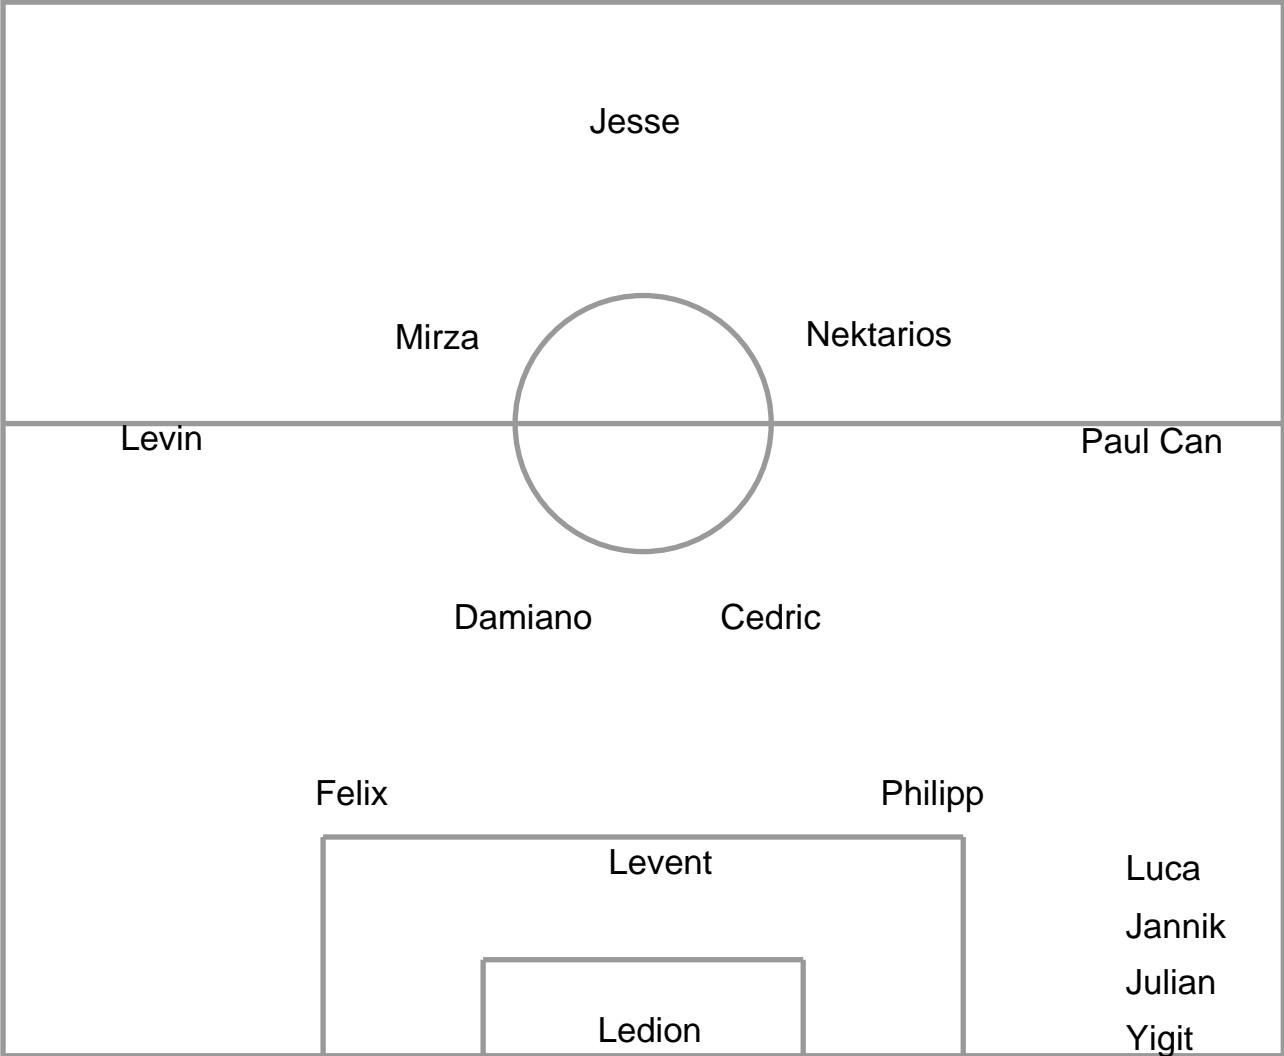 Jesse
Mirza
Nektarios
Levin
Paul Can
Damiano
Cedric
Felix
Philipp
Levent
Luca
Jannik
Julian
Ledion
Yigit